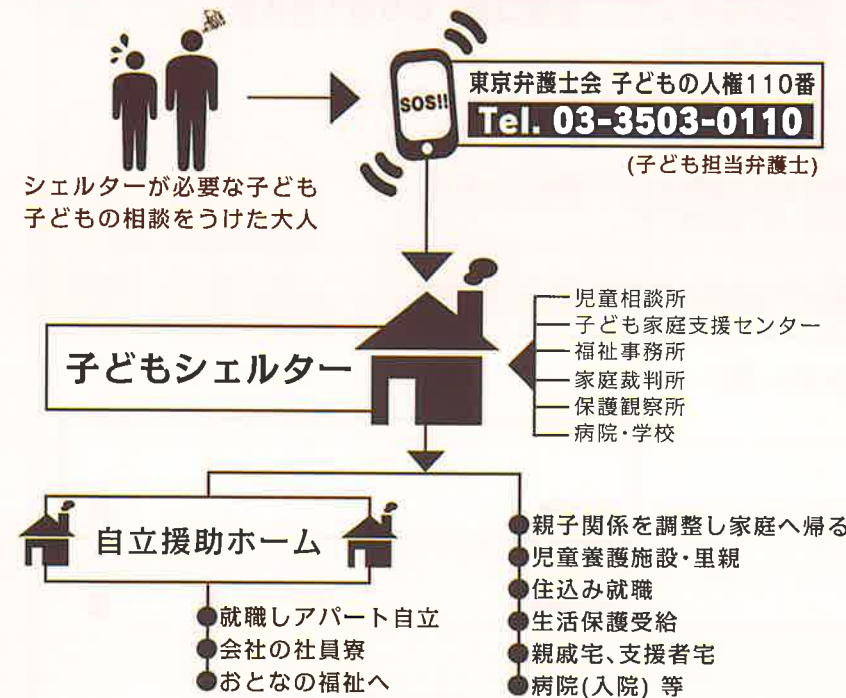 SOS!!
東京弁護士会 子どもの人権110番
Tel. 03-3503-0110
(子ども担当弁護士)
シェルターが必要な子ども
子どもの相談をうけた大人
子どもシェルター
児童相談所
子ども家庭支援センター
福祉事務所
家庭裁判所
保護観察所
病院・学校
自立援助ホーム
●就職しアパート自立
●会社の社員寮
●おとなの福祉へ
●親子関係を調整し家庭へ帰る
●児童養護施設・里親
●住込み就職
●生活保護受給
●親戚宅、支援者宅
●病院(入院) 等